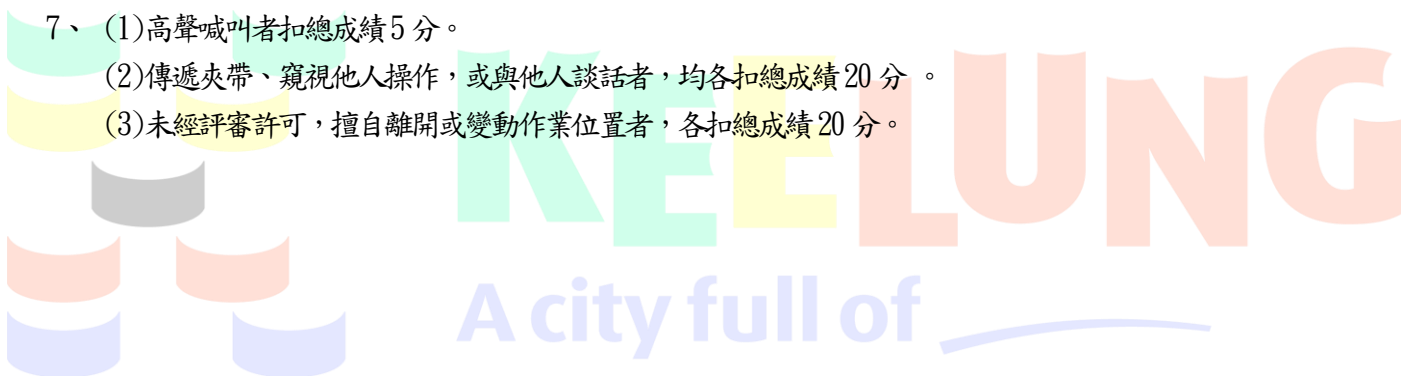 7、 (1)高聲喊叫者扣總成績5分。
(2)傳遞夾帶、窺視他人操作，或與他人談話者，均各扣總成績20分 。
(3)未經評審許可，擅自離開或變動作業位置者，各扣總成績20分。
KEELUNG
A city full of